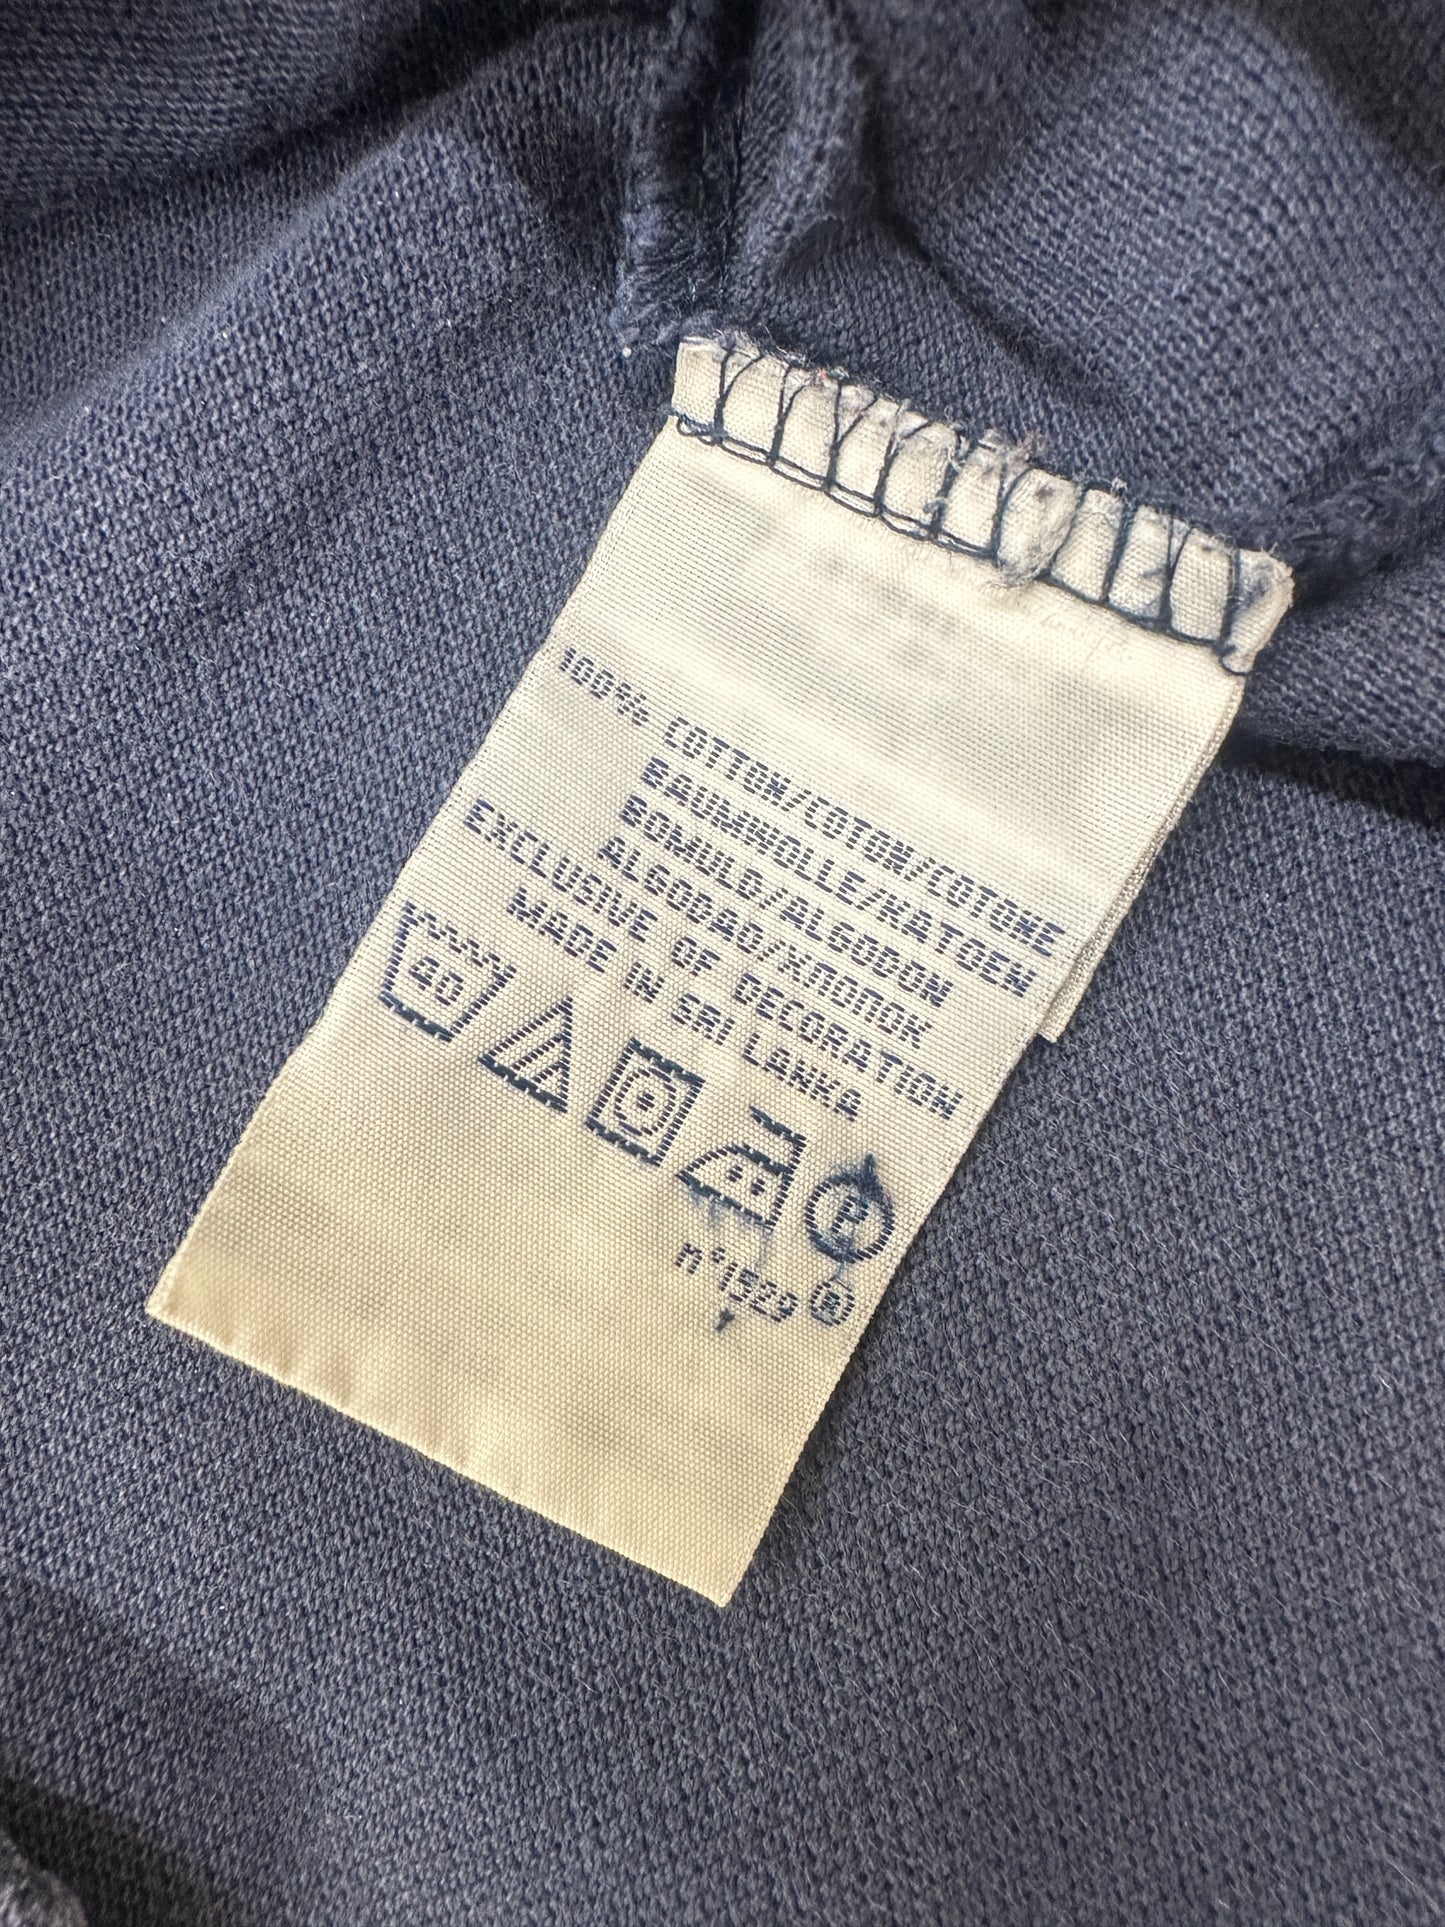 100% COTTON/COTON/COTONE
BAUMWOLLE/KATOEN
BOMULD/ALGODON
ALGODAO/ХЛОПОК
EXCLUSIVE OF DECORATION
MADE IN SRI LANKA
40
P
n°1529 ®